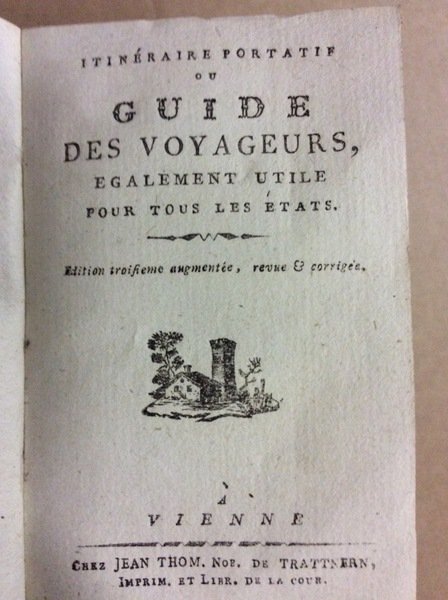 ITINÉRAIRE PORTATIF
OU
GUIDE
DES VOYAGEURS,
EGALEMENT UTILE
POUR TOUS LES ÉTATS.
Edition troiſieme augmentée, revue & corrigée.
À
VIENNE
CHEZ JEAN THOM. NOB. DE TRATTNERN,
IMPRIM. ET LIBR. DE LA COUR.